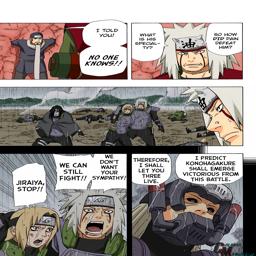 SO HOW
DID PAIN
DEFEAT
HIM?
WHAT
IS HIS
SPECIAL-
TY?
油
I TOLD
YOU!
NO ONE
KNOWS!!
I PREDICT
KONOHAGAKURE
SHALL EMERGE
VICTORIOUS FROM
THIS BATTLE.
THEREFORE,
I SHALL
LET YOU
THREE
LIVE.
WE
DON'T
WANT YOUR
SYMPATHY!
WE CAN
STILL
FIGHT!!
JIRAIYA,
STOP!!